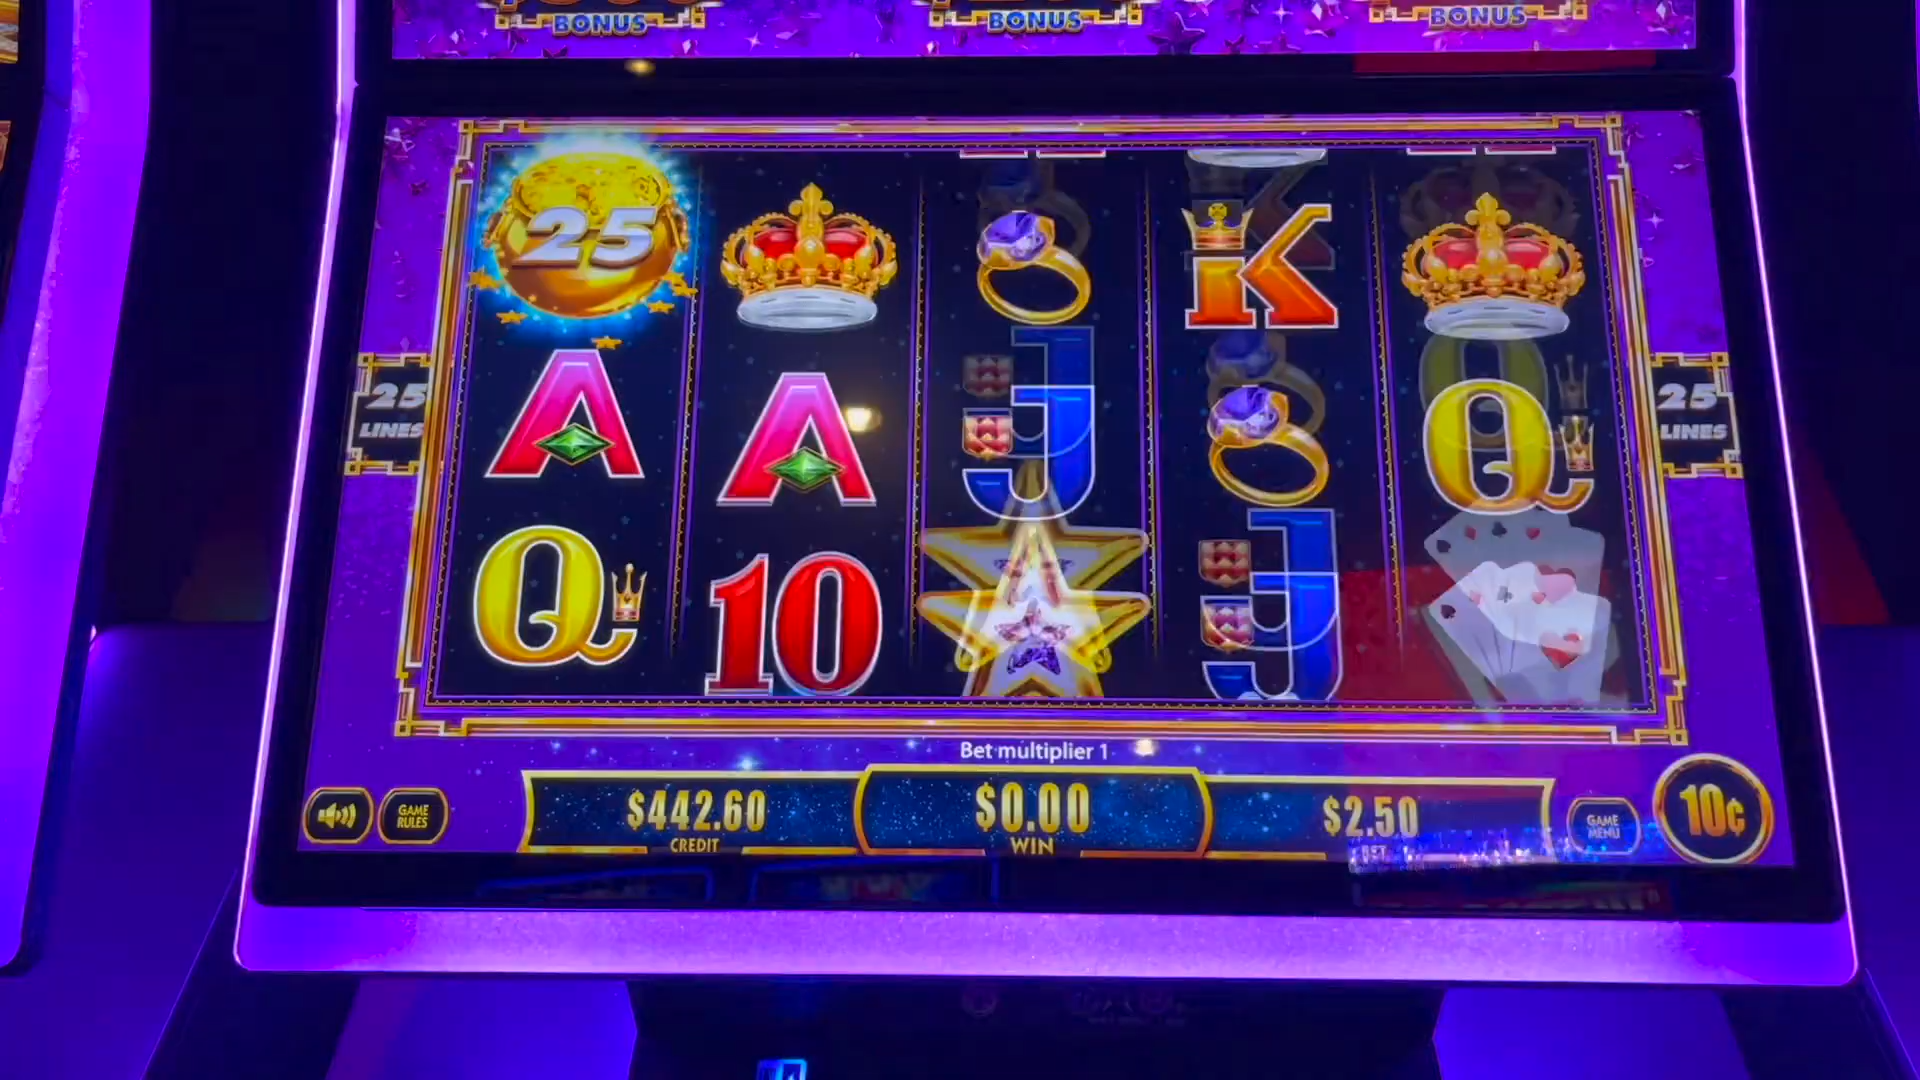 BONUS BONUS BONUS
25
K
A A J Q
Q 10 J
25 LINES
25 LINES
Bet multiplier 1
GAME RULES
$442.60
CREDIT
$0.00
WIN
$2.50
BET
GAME MENU
10¢